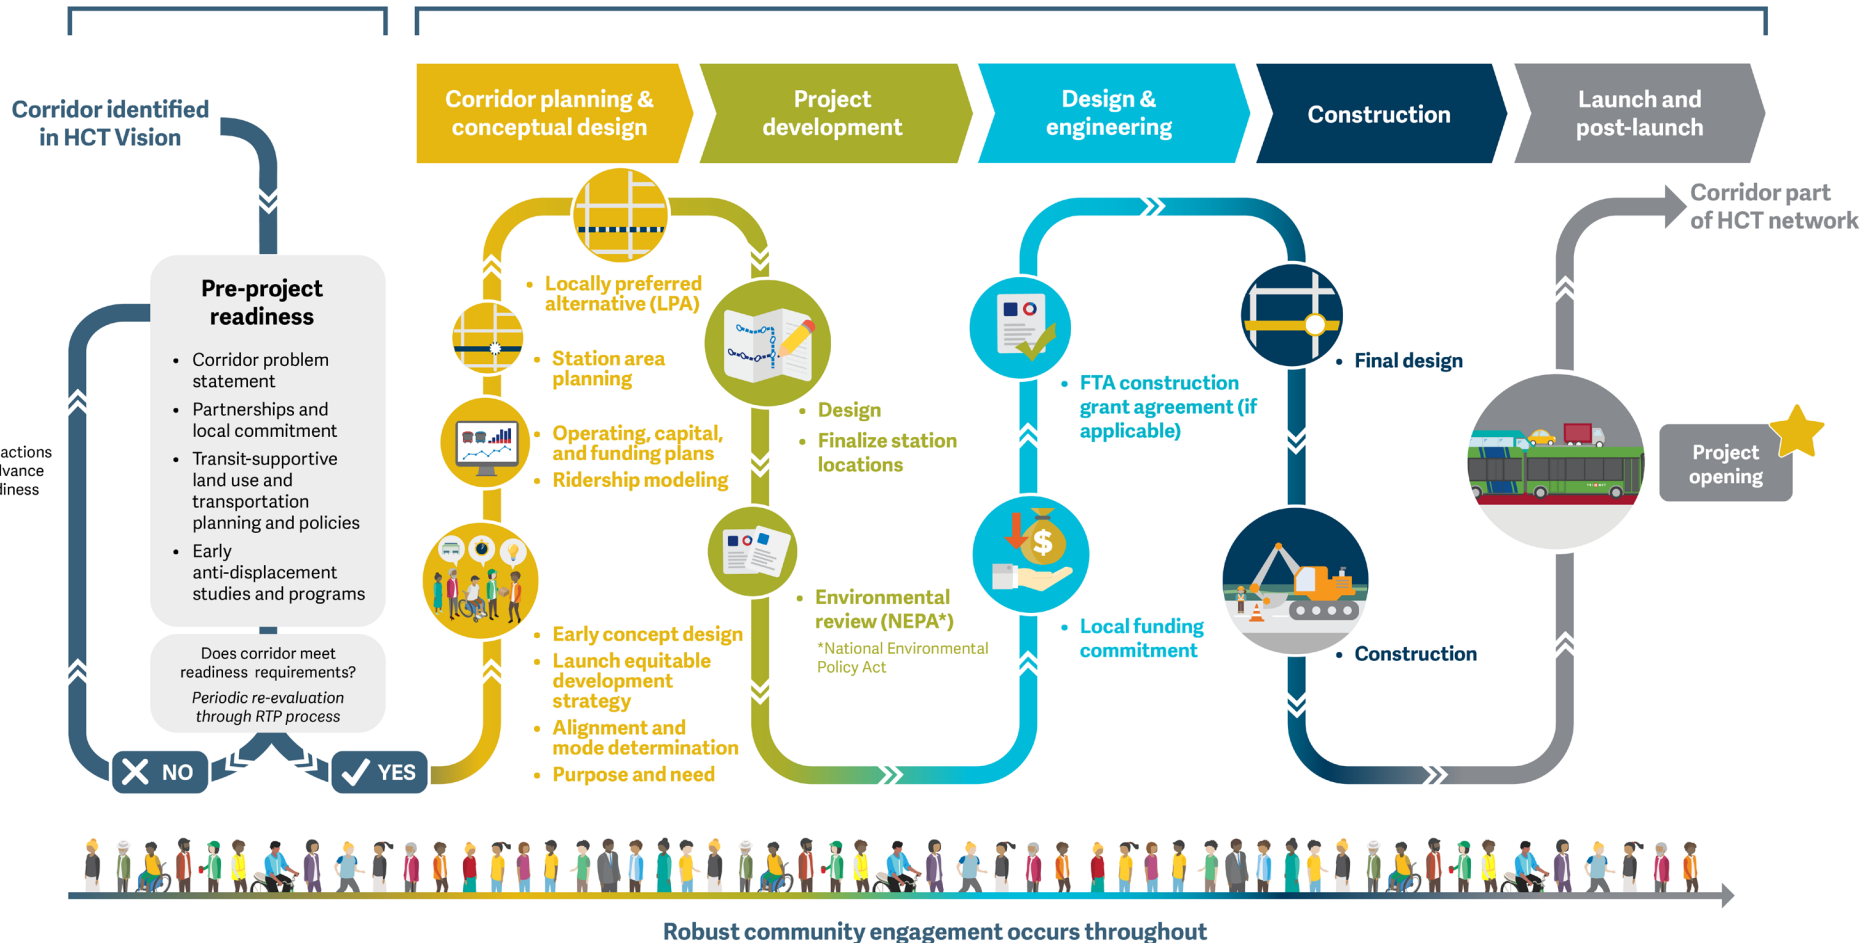 Corridor identified
in HCT Vision
Pre-project
readiness
• Corridor problem
statement
• Partnerships and
local commitment
• Transit-supportive
land use and
transportation
planning and policies
• Early
anti-displacement
studies and programs
actions
Does corridor meet
readiness requirements?
Periodic re-evaluation
through RTP process
NO
YES
Corridor planning &
conceptual design
• Locally preferred
alternative (LPA)
• Station area
planning
• Operating, capital,
and funding plans
• Ridership modeling
• Early concept design
• Launch equitable
development
strategy
• Alignment and
mode determination
• Purpose and need
Project
development
• Design
• Finalize station
locations
• Environmental
review (NEPA*)
*National Environmental
Policy Act
Design &
engineering
• FTA construction
grant agreement (if
applicable)
• Local funding
commitment
Construction
• Final design
• Construction
Launch and
post-launch
Corridor part
of HCT network
Project
opening
Robust community engagement occurs throughout